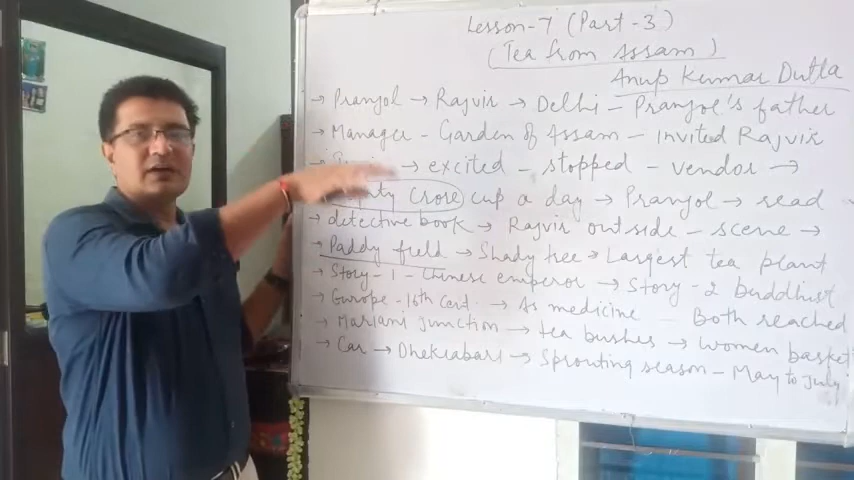 Lesson-7 (Part-3)
(Tea from Assam)
Anup Kumar Dutta
→ Pranjol → Rajvir → Delhi - Pranjol's father
→ Manager - Garden of Assam - invited Rajvir
→ → excited - stopped - vendor →
crore cup a day → Pranjol → read
→ detective book → Rajvir outside - scene →
→ Paddy field → Shady tree → Largest tea plant
→ Story-1 - Chinese emperor → Story-2 buddhist
→ Europe - 16th cent. → As medicine - Both reached
→ Mariani junction → tea bushes → women basket
→ Car → Dhekiabari → Sprouting season - May to July